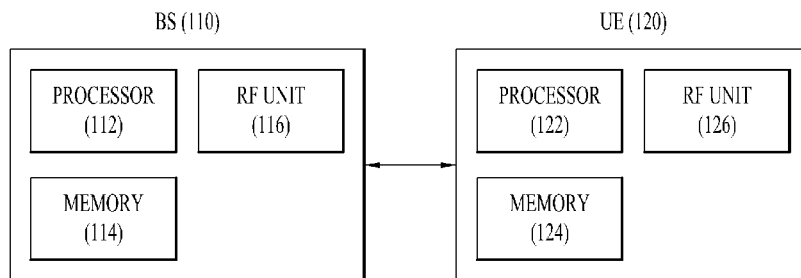 BS (110)
PROCESSOR
(112)
RF UNIT
(116)
MEMORY
(114)
UE (120)
PROCESSOR
(122)
RF UNIT
(126)
MEMORY
(124)